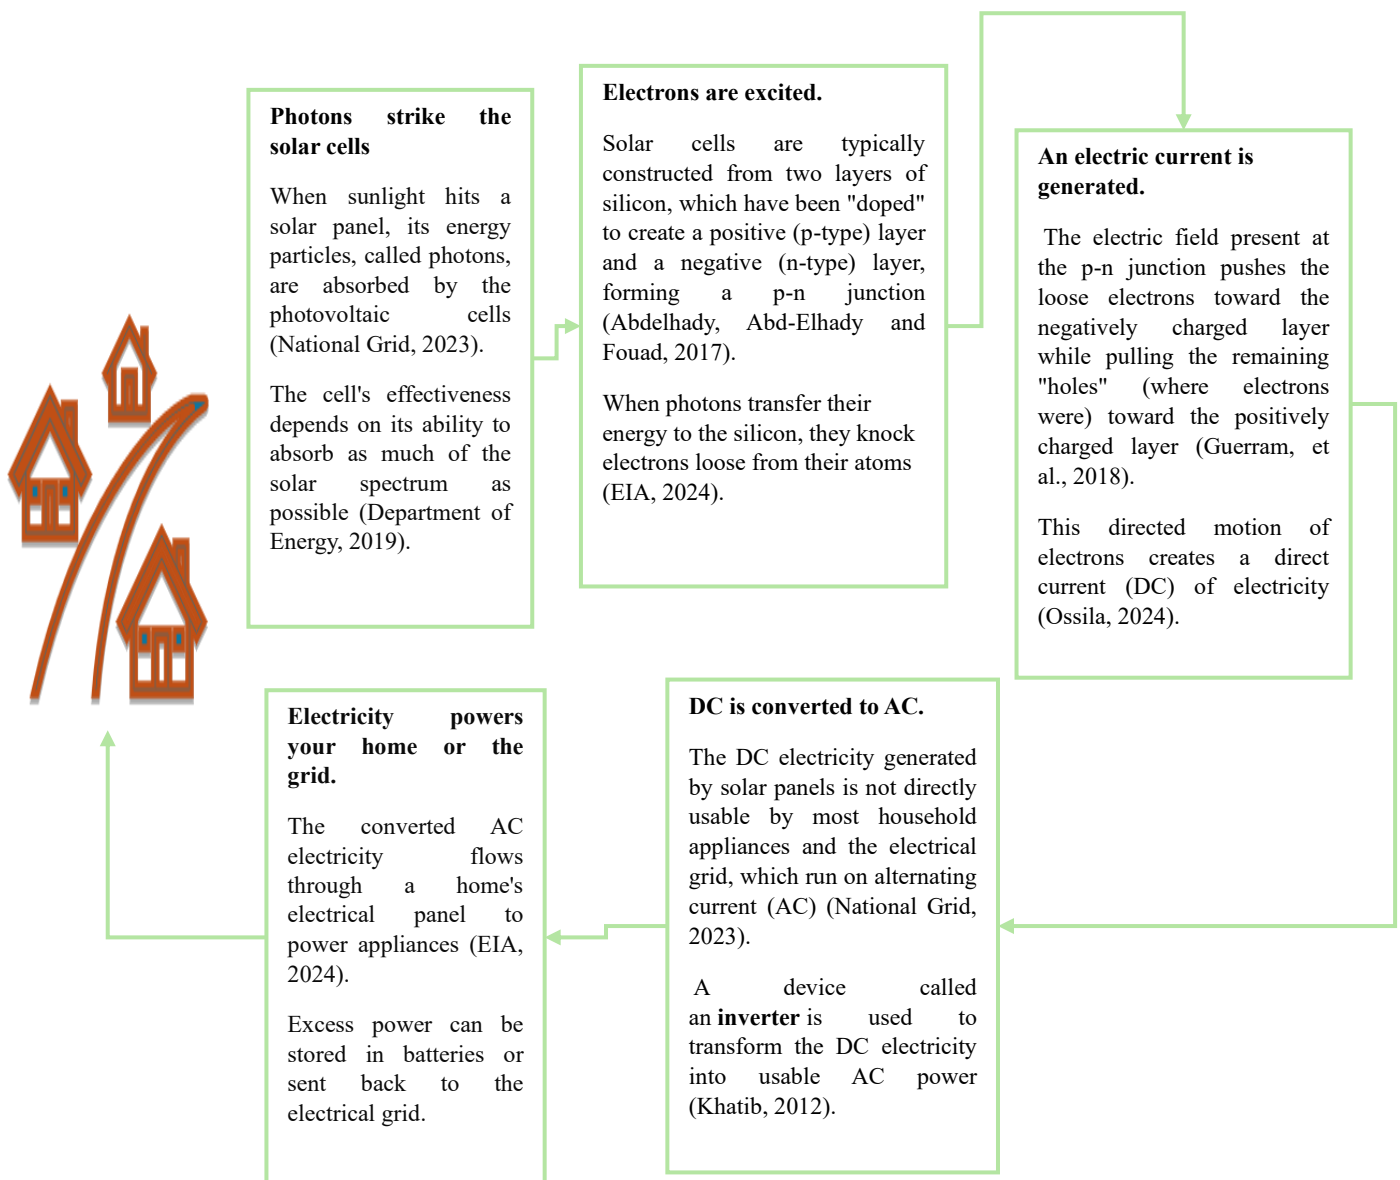 Photons strike the
solar cells
When sunlight hits a
solar panel, its energy
particles, called photons,
are absorbed by the
photovoltaic cells
(National Grid, 2023).
The cell's effectiveness
depends on its ability to
absorb as much of the
solar spectrum as
possible (Department of
Energy, 2019).
Electrons are excited.
Solar cells are typically
constructed from two layers of
silicon, which have been "doped"
to create a positive (p-type) layer
and a negative (n-type) layer,
forming a p-n junction
(Abdelhady, Abd-Elhady and
Fouad, 2017).
When photons transfer their
energy to the silicon, they knock
electrons loose from their atoms
(EIA, 2024).
An electric current is
generated.
The electric field present at
the p-n junction pushes the
loose electrons toward the
negatively charged layer
while pulling the remaining
"holes" (where electrons
were) toward the positively
charged layer (Guerram, et
al., 2018).
This directed motion of
electrons creates a direct
current (DC) of electricity
(Ossila, 2024).
DC is converted to AC.
The DC electricity generated
by solar panels is not directly
usable by most household
appliances and the electrical
grid, which run on alternating
current (AC) (National Grid,
2023).
A device called
an inverter is used to
transform the DC electricity
into usable AC power
(Khatib, 2012).
Electricity powers
your home or the
grid.
The converted AC
electricity flows
through a home's
electrical panel to
power appliances (EIA,
2024).
Excess power can be
stored in batteries or
sent back to the
electrical grid.